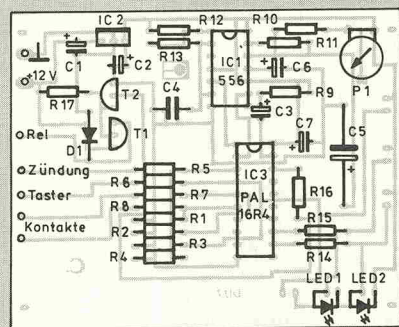 IC2
R12
R10
R11
R13
IC1
556
C1
C2
C6
+12V
R17
T2
C4
R9
P1
C3
D1
T1
C7
C5
Rel
Zündung
Taster
Kontakte
R5
R6
R7
R8
R1
R2
R3
R4
IC3
PAL
16R4
R16
R15
R14
LED1
LED2